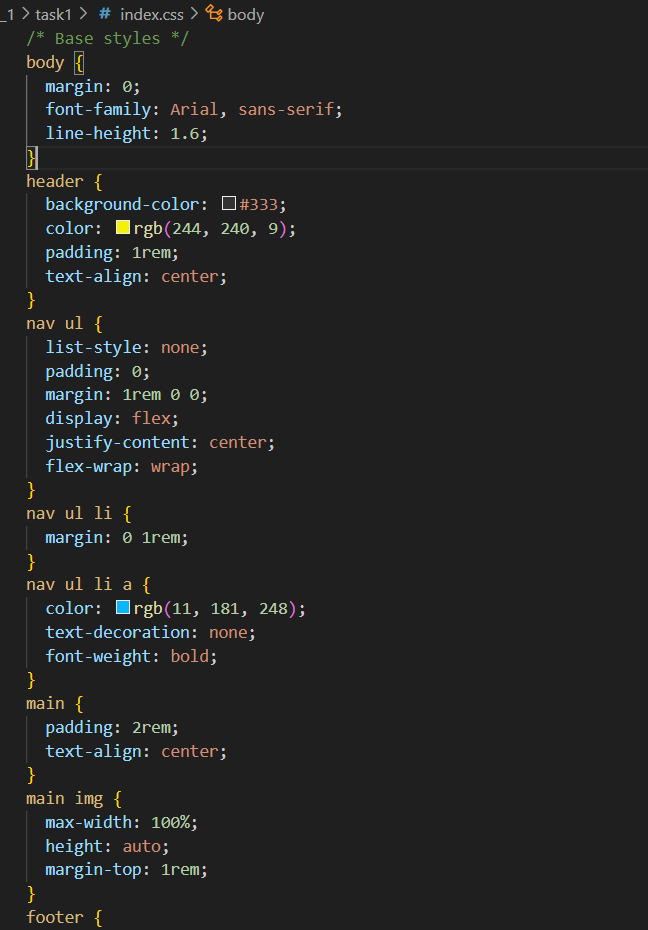 _1 > task1 > # index.css > body
/* Base styles */
body {
  margin: 0;
  font-family: Arial, sans-serif;
  line-height: 1.6;
}
header {
  background-color: #333;
  color: rgb(244, 240, 9);
  padding: 1rem;
  text-align: center;
}
nav ul {
  list-style: none;
  padding: 0;
  margin: 1rem 0 0;
  display: flex;
  justify-content: center;
  flex-wrap: wrap;
}
nav ul li {
  margin: 0 1rem;
}
nav ul li a {
  color: rgb(11, 181, 248);
  text-decoration: none;
  font-weight: bold;
}
main {
  padding: 2rem;
  text-align: center;
}
main img {
  max-width: 100%;
  height: auto;
  margin-top: 1rem;
}
footer {